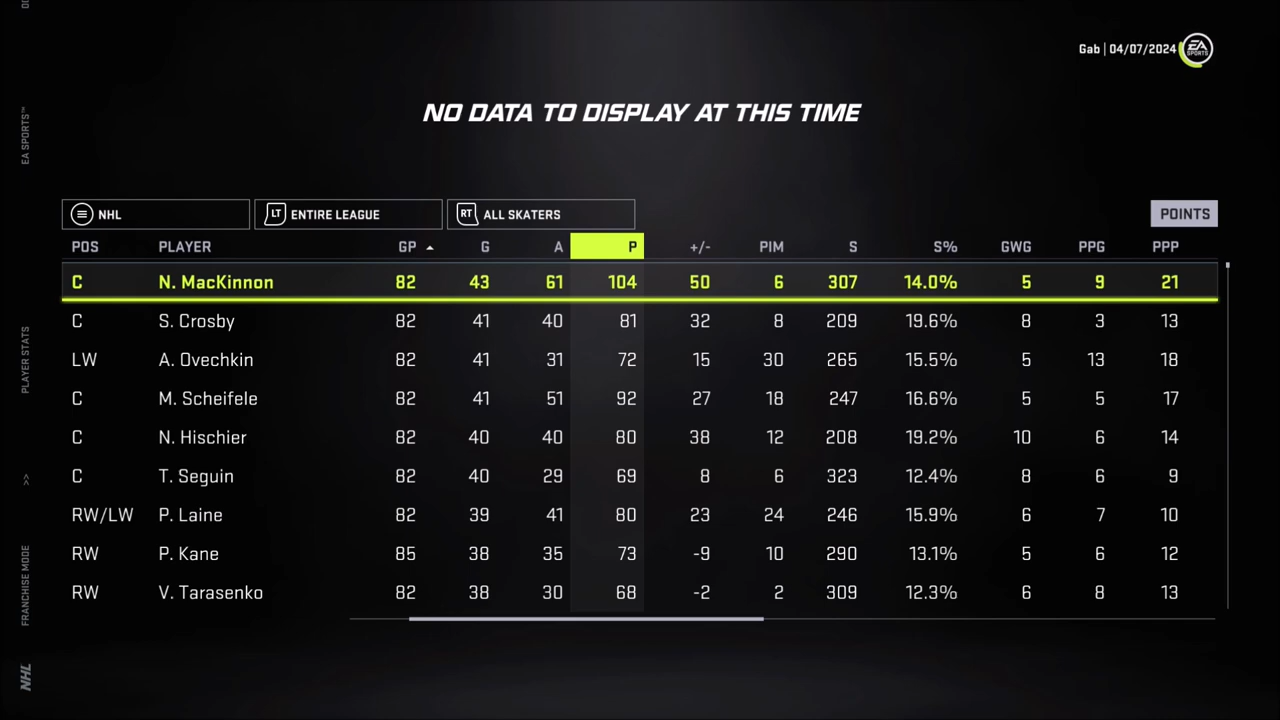 Gab | 04/07/2024
EA SPORTS
NO DATA TO DISPLAY AT THIS TIME
NHL LT ENTIRE LEAGUE RT ALL SKATERS POINTS
POS PLAYER GP G A P +/- PIM S S% GWG PPG PPP
C N. MacKinnon 82 43 61 104 50 6 307 14.0% 5 9 21
C S. Crosby 82 41 40 81 32 8 209 19.6% 8 3 13
LW A. Ovechkin 82 41 31 72 15 30 265 15.5% 5 13 18
C M. Scheifele 82 41 51 92 27 18 247 16.6% 5 5 17
C N. Hischier 82 40 40 80 38 12 208 19.2% 10 6 14
C T. Seguin 82 40 29 69 8 6 323 12.4% 8 6 9
RW/LW P. Laine 82 39 41 80 23 24 246 15.9% 6 7 10
RW P. Kane 85 38 35 73 -9 10 290 13.1% 5 6 12
RW V. Tarasenko 82 38 30 68 -2 2 309 12.3% 6 8 13
NHL
FRANCHISE MODE
>>
PLAYER STATS
EA SPORTS™